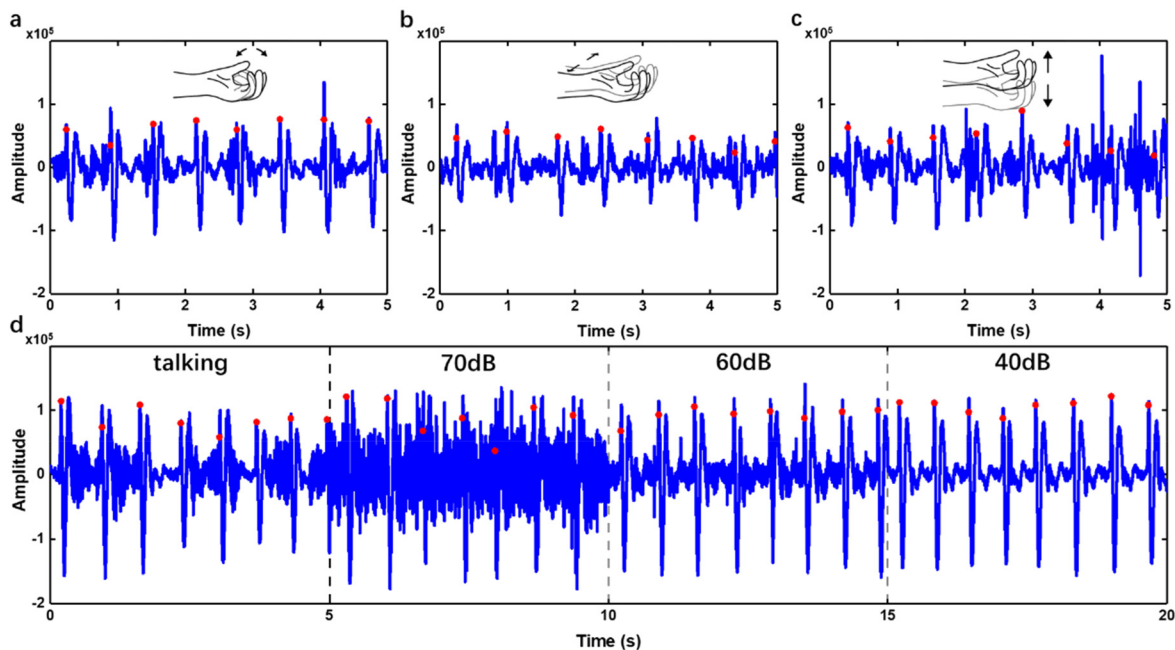 a
b
c
x10⁵
x10⁵
x10⁵
1
0
-1
-2
Amplitude
0 1 2 3 4 5
Time (s)
1
0
-1
-2
Amplitude
0 1 2 3 4 5
Time (s)
1
0
-1
-2
Amplitude
0 1 2 3 4 5
Time (s)
d
x10⁵
talking 70dB 60dB 40dB
1
0
-1
-2
Amplitude
0 5 10 15 20
Time (s)